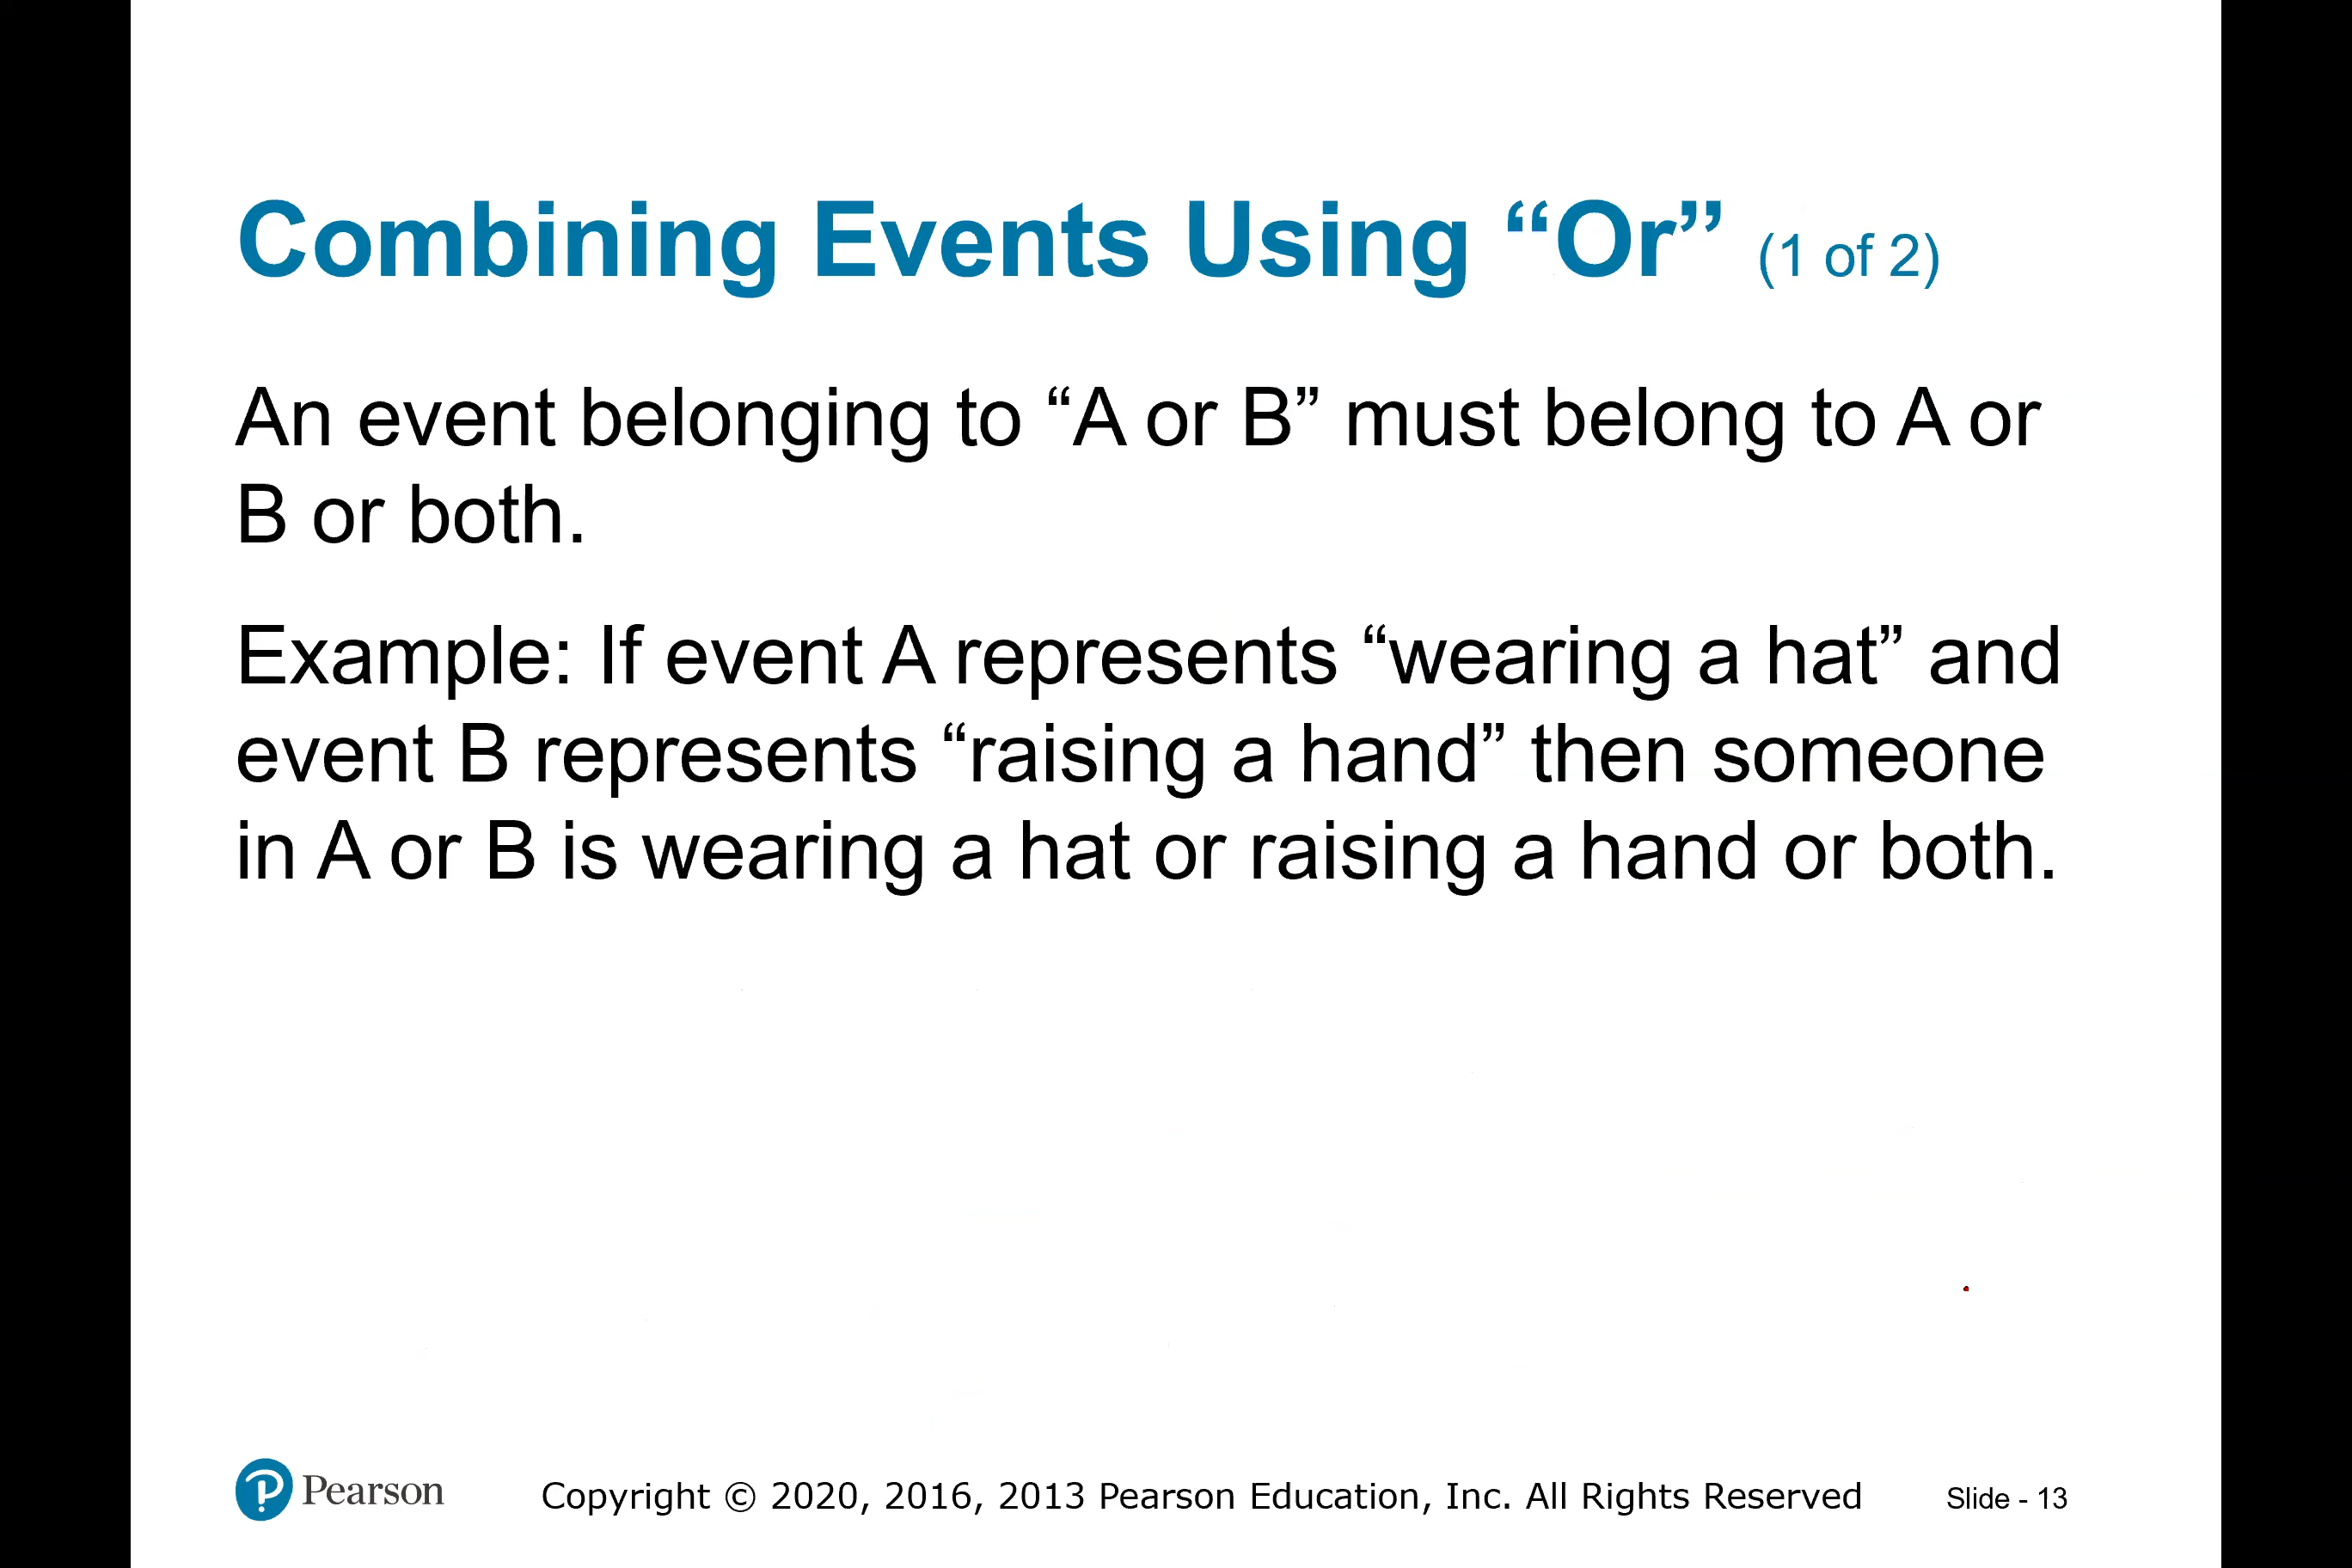 Combining Events Using “Or” (1 of 2)
An event belonging to “A or B” must belong to A or
B or both.
Example: If event A represents “wearing a hat” and
event B represents “raising a hand” then someone
in A or B is wearing a hat or raising a hand or both.
Pearson Copyright © 2020, 2016, 2013 Pearson Education, Inc. All Rights Reserved Slide - 13